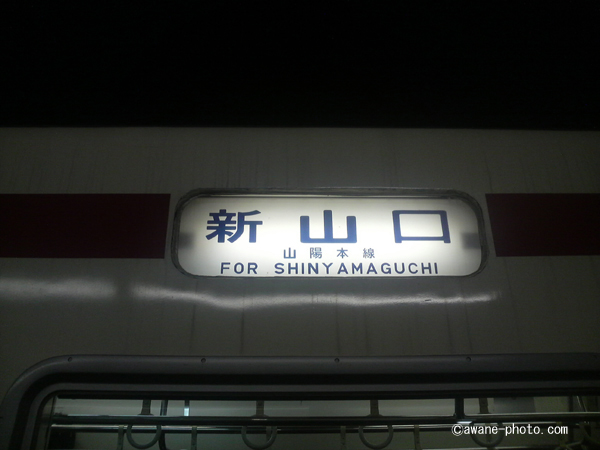 新山口
山陽本線
FOR SHINYAMAGUCHI
©awane-photo.com